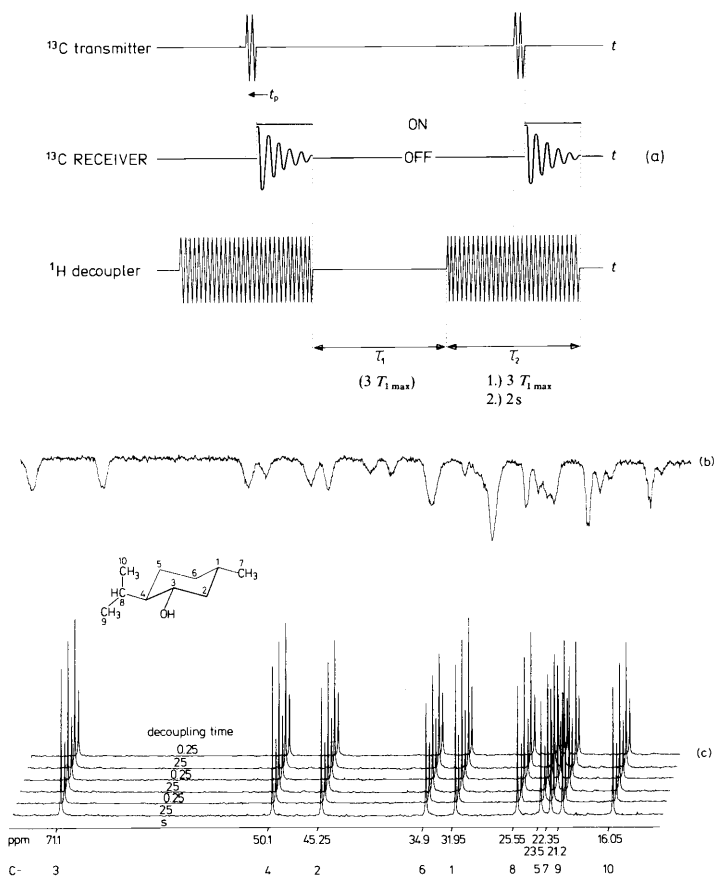 ¹³C transmitter t
tₚ
ON
¹³C RECEIVER OFF t (a)
¹H decoupler t
T₁ T₂
(3 T₁ max) 1.) 3 T₁ max
2.) 2s
(b)
10
CH₃ 5 6 1 7
CH₃
HC 8 4 3 2
CH₃ OH
9
decoupling time
0.25 (c)
25
0.25
25
0.25
25
s
ppm 71.1 50.1 45.25 34.9 31.95 25.55 22.35 16.05
23.5 21.2
C- 3 4 2 6 1 8 5 7 9 10